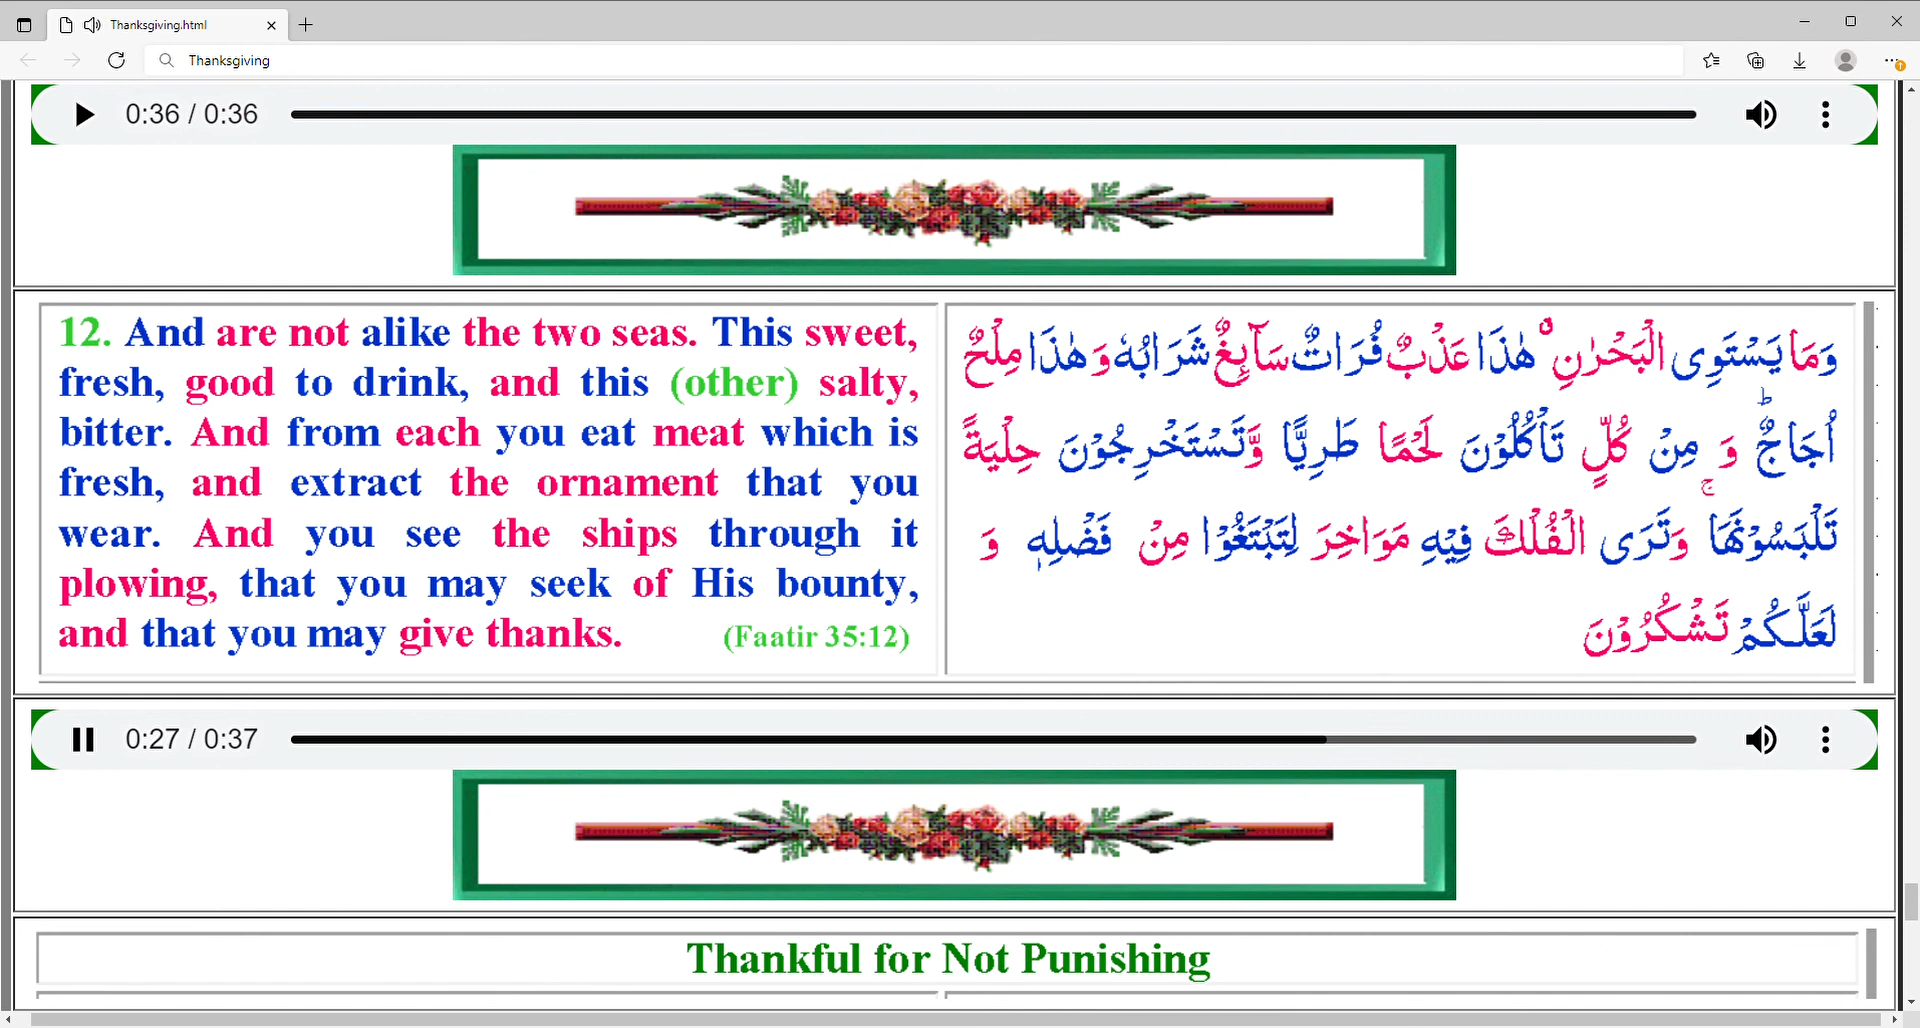 Thanksgiving.html
Thanksgiving
0:36 / 0:36
12. And are not alike the two seas. This sweet,
fresh, good to drink, and this (other) salty,
bitter. And from each you eat meat which is
fresh, and extract the ornament that you
wear. And you see the ships through it
plowing, that you may seek of His bounty,
and that you may give thanks. (Faatir 35:12)
وَمَا يَسْتَوِى الْبَحْرٰنِ ۖ هٰذَا عَذْبٌ فُرَاتٌ سَآئِغٌ شَرَابُهٗ وَ هٰذَا مِلْحٌ
اُجَاجٌ ؕ وَ مِنْ كُلٍّ تَاْكُلُوْنَ لَحْمًا طَرِيًّا وَّ تَسْتَخْرِجُوْنَ حِلْيَةً
تَلْبَسُوْنَهَا ۚ وَ تَرَى الْفُلْكَ فِيْهِ مَوَاخِرَ لِتَبْتَغُوْا مِنْ فَضْلِهٖ وَ
لَعَلَّكُمْ تَشْكُرُوْنَ
0:27 / 0:37
Thankful for Not Punishing